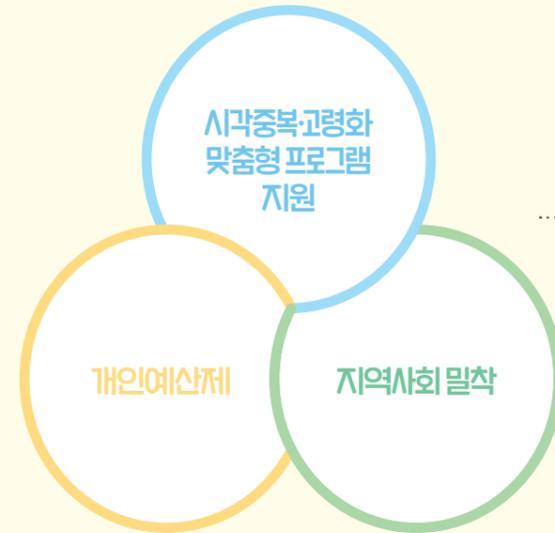 시각중복·고령화
맞춤형 프로그램
지원
개인예산제
지역사회 밀착